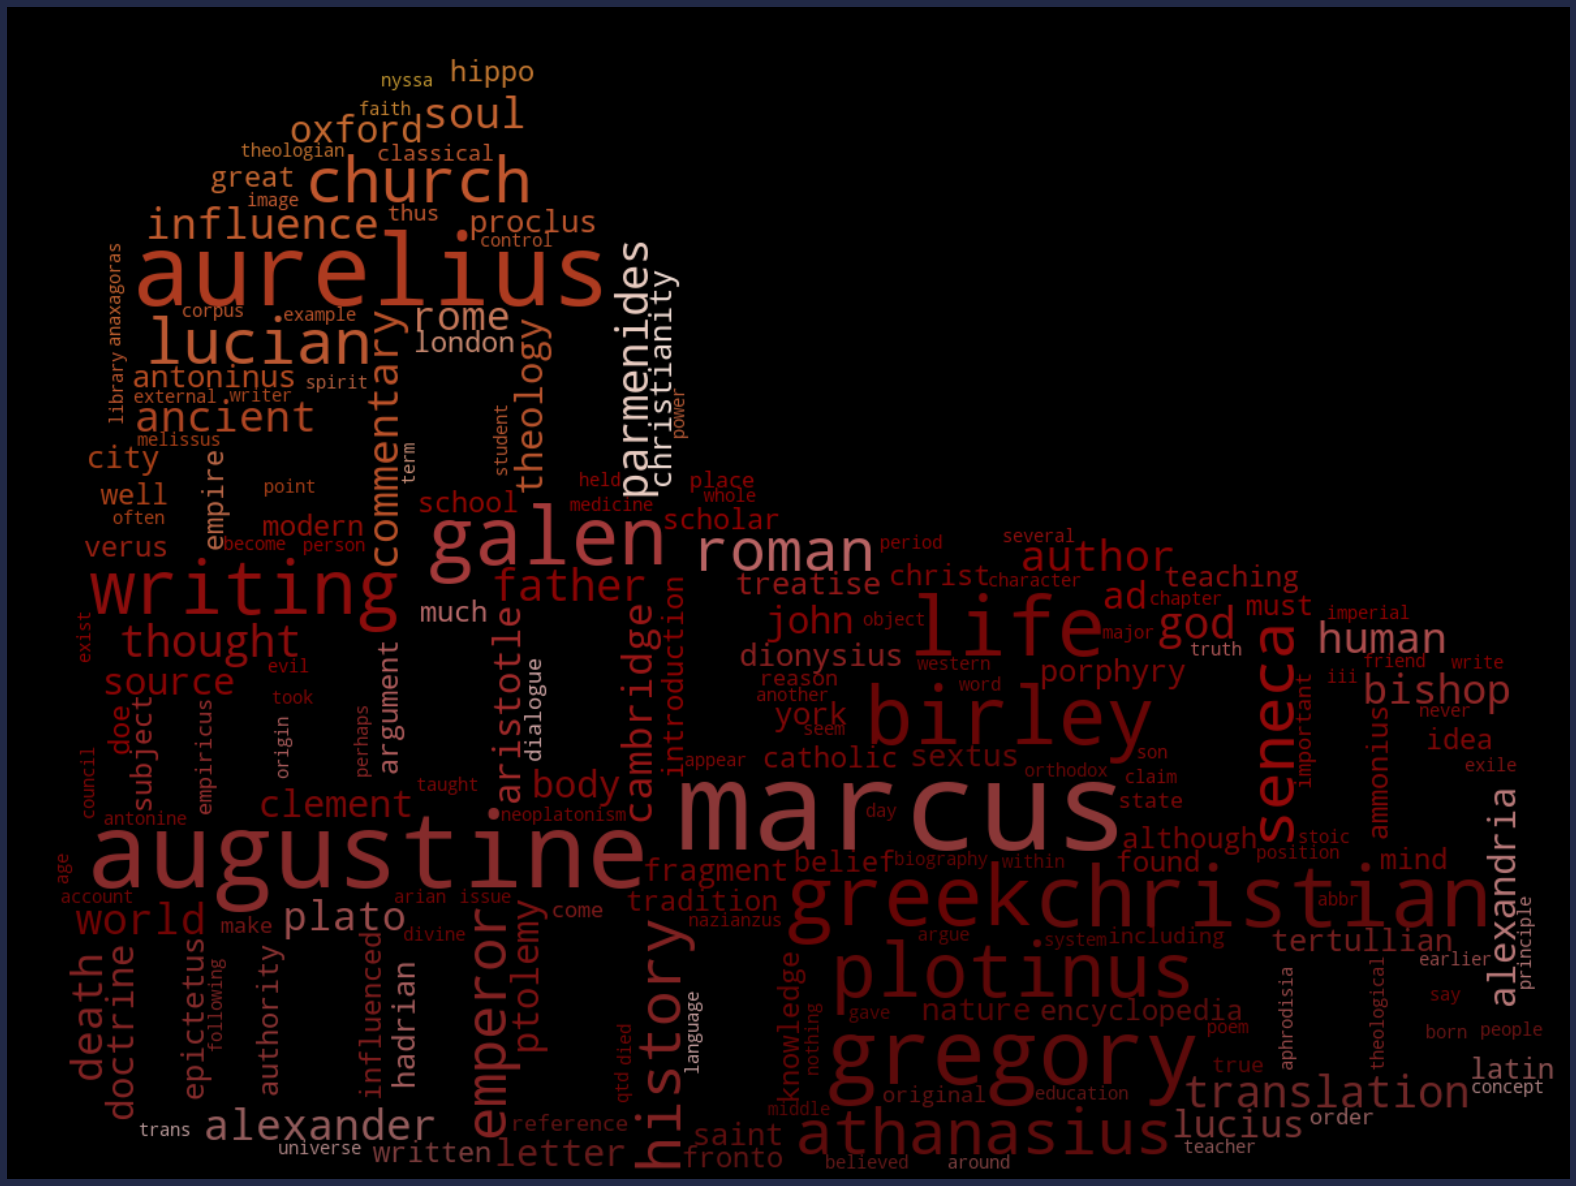 nyssa hippo
faith soul
oxford
theologian classical
great church
image
influence thus proclus
control
aurelius
parmenides
christianity
anaxagoras
corpus example rome
lucian commentary london theology
library
antoninus spirit
external writer power
ancient student
melissus term
city empire
well point held place
often school medicine whole
modern galen scholar
verus become person roman period several
writing father treatise christ character author teaching
much introduction ad chapter must imperial
exist thought aristotle cambridge john object life major god human
argument dialogue dionysius western truth seneca friend write
evil reason word porphyry iii
source took another bishop
doe subject empiricus origin perhaps york seem birley important ammonius never
council taught body appear catholic sextus son idea
orthodox claim exile
clement neoplatonism marcus day state alexandria
antonine although stoic
augustine fragment belief biography within found position mind
age
account arian issue tradition greek christian abbr
world make plato come nazianzus principle
divine emperor ptolemy history argue system including tertullian
death doctrine epictetus following authority influenced hadrian language knowledge plotinus earlier
nothing gave nature encyclopedia aphrodisia theological say
qtd died poem born people
gregory true latin
original education translation concept
trans alexander reference middle lucius order
universe written letter saint athanasius teacher
fronto believed around